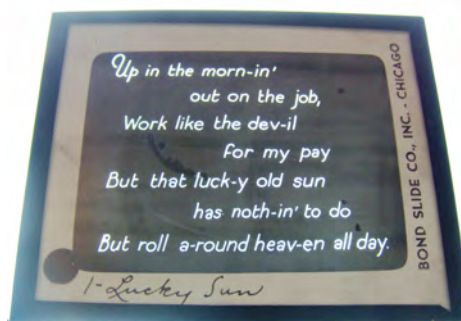 Up in the morn-in'
out on the job,
Work like the dev-il
for my pay
But that luck-y old sun
has noth-in' to do
But roll a-round heav-en all day.
1-Lucky Sun
BOND SLIDE CO., INC. - CHICAGO